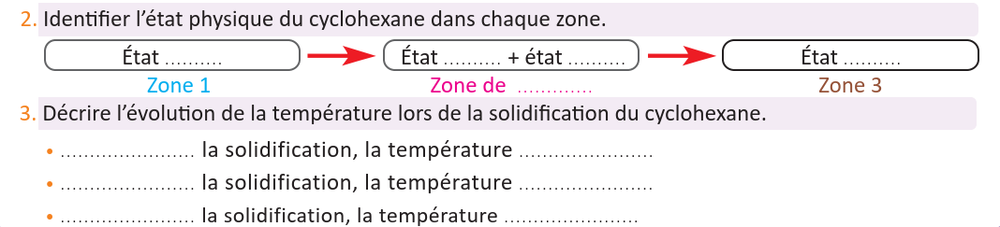 2. Identifier l’état physique du cyclohexane dans chaque zone.
État .......... État .......... + état .......... État ..........
Zone 1 Zone de ............. Zone 3
3. Décrire l’évolution de la température lors de la solidification du cyclohexane.
• ....................... la solidification, la température .......................
• ....................... la solidification, la température .......................
• ....................... la solidification, la température .......................